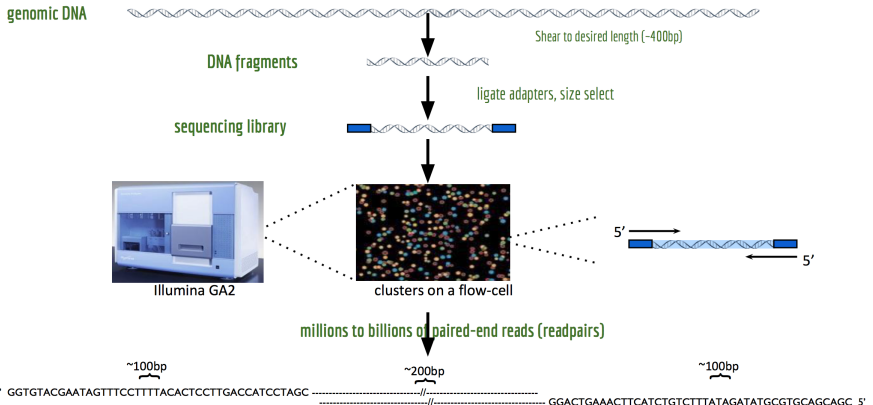 genomic DNA
Shear to desired length (~400bp)
DNA fragments
ligate adapters, size select
sequencing library
5’
5’
Illumina GA2
clusters on a flow-cell
millions to billions of paired-end reads (readpairs)
~100bp
~200bp
~100bp
' GGTGTACGAATAGTTTCCTTTTACACTCCTTGACCATCCTAGC ------------------------------------//------------------------------------
------------------------------------//------------------------------------ GGACTGAAACTTCATCTGTCTTTATAGATATGCGTGCAGCAGC 5'